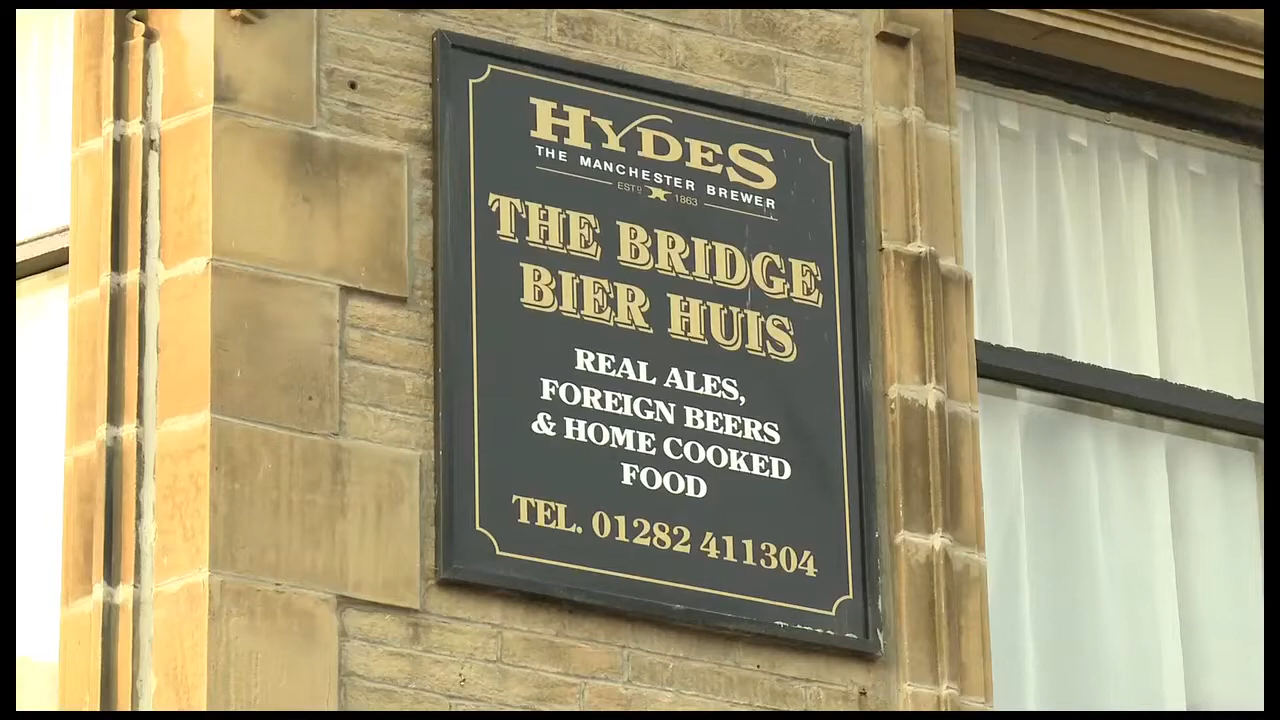 HYDES
THE MANCHESTER BREWER
ESTD 1863
THE BRIDGE
BIER HUIS
REAL ALES,
FOREIGN BEERS
& HOME COOKED
FOOD
TEL. 01282 411304